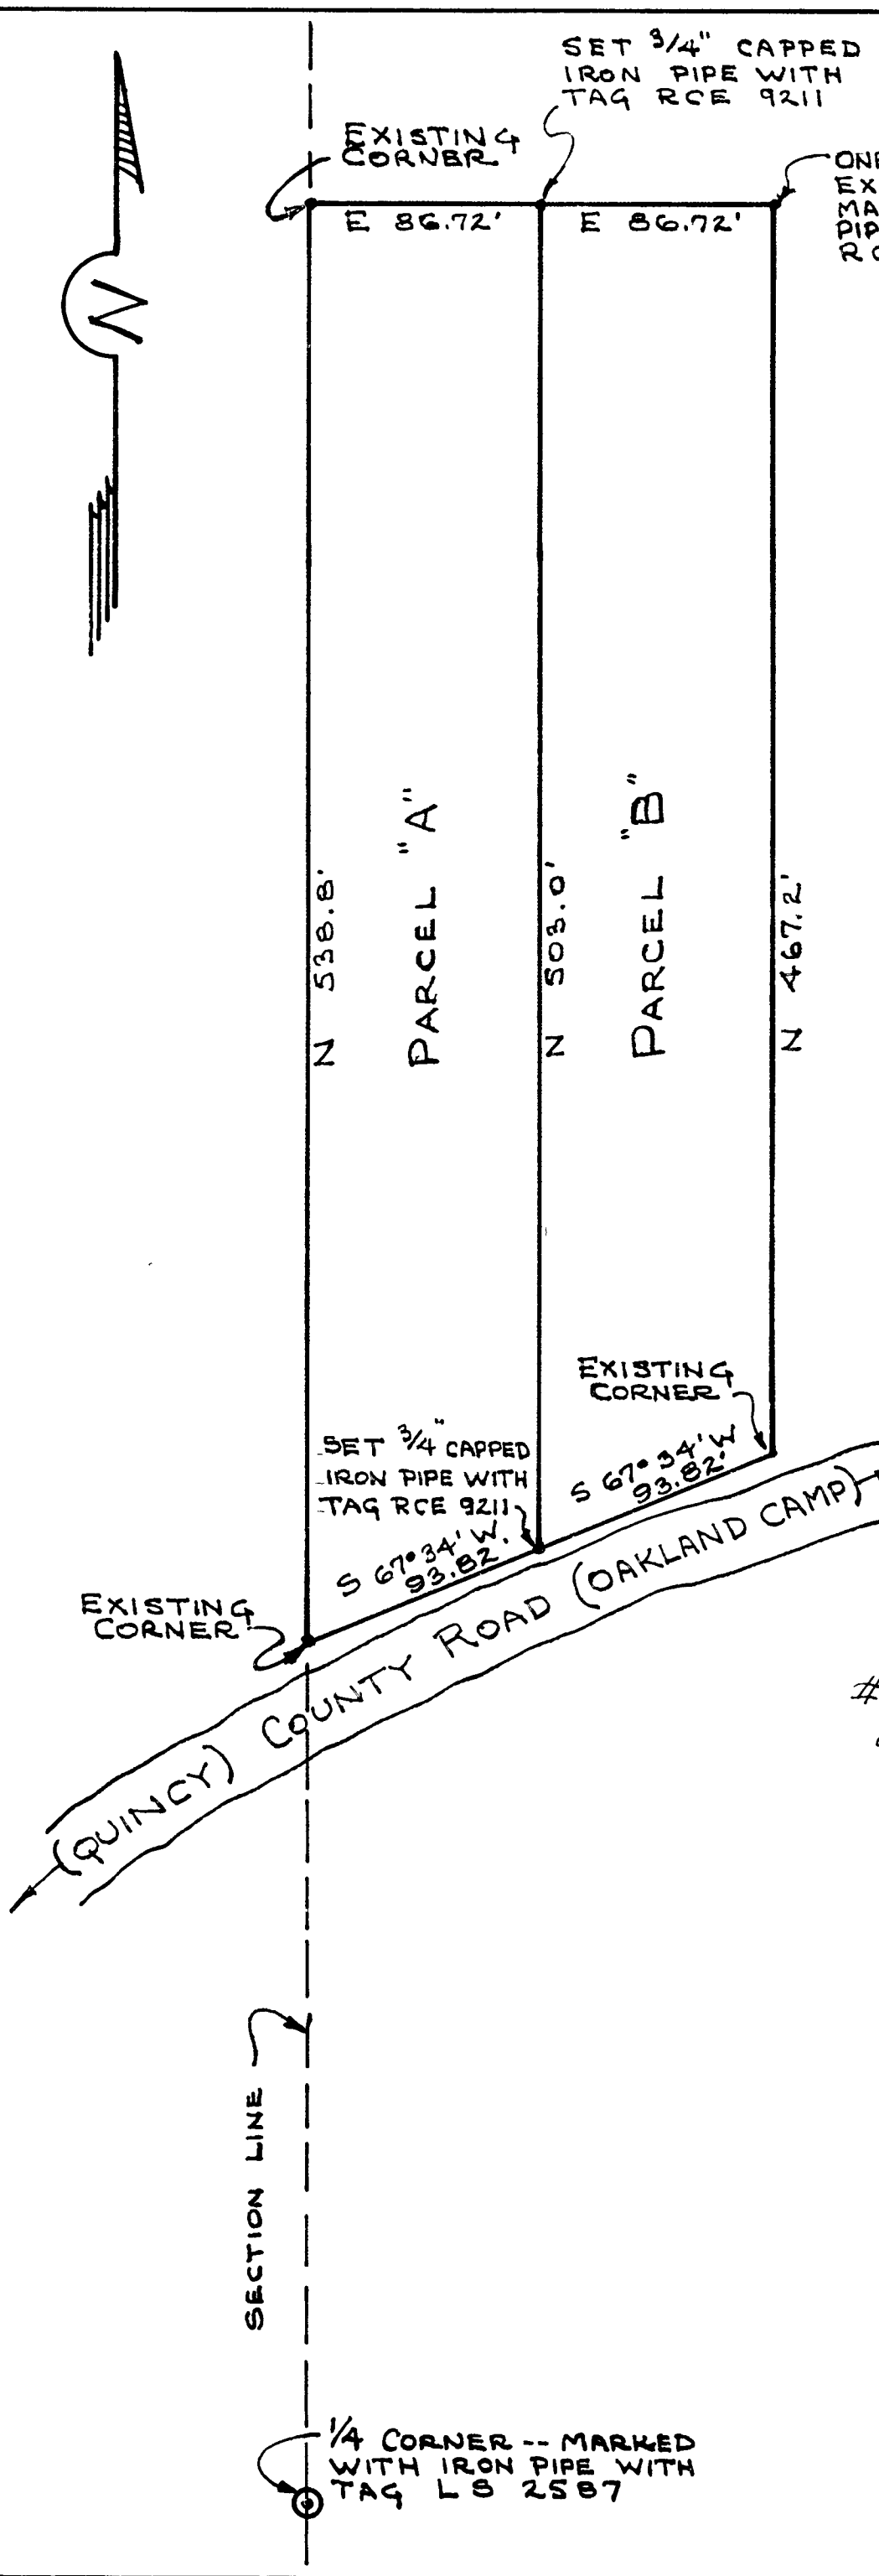 SET 3/4" CAPPED
IRON PIPE WITH
TAG RCE 9211
EXISTING
CORNER
E 86.72'
E 86.72'
N
N 538.8'
PARCEL "A"
N 503.0'
PARCEL "B"
N 467.2'
EXISTING
CORNER
SET 3/4" CAPPED
IRON PIPE WITH
TAG RCE 9211
S 67° 34' W
93.82'
S 67° 34' W.
93.82'
EXISTING
CORNER
(QUINCY) COUNTY ROAD (OAKLAND CAMP)
#
SECTION LINE
1/4 CORNER -- MARKED
WITH IRON PIPE WITH
TAG LS 2587